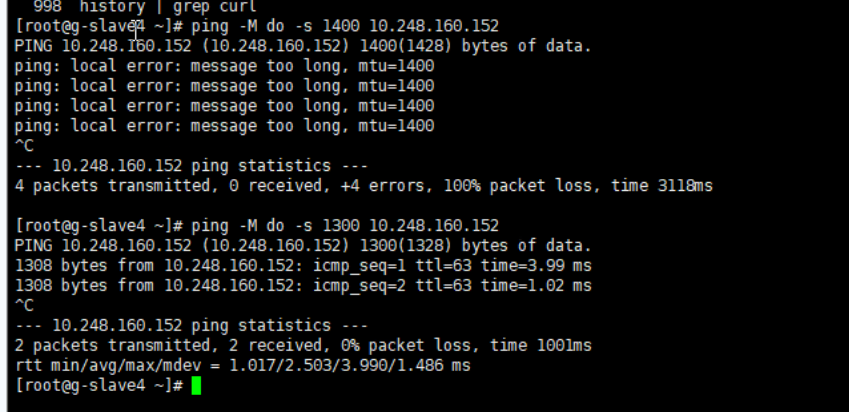 998  history | grep curl
[root@g-slave4 ~]# ping -M do -s 1400 10.248.160.152
PING 10.248.160.152 (10.248.160.152) 1400(1428) bytes of data.
ping: local error: message too long, mtu=1400
ping: local error: message too long, mtu=1400
ping: local error: message too long, mtu=1400
ping: local error: message too long, mtu=1400
^C
--- 10.248.160.152 ping statistics ---
4 packets transmitted, 0 received, +4 errors, 100% packet loss, time 3118ms
[root@g-slave4 ~]# ping -M do -s 1300 10.248.160.152
PING 10.248.160.152 (10.248.160.152) 1300(1328) bytes of data.
1308 bytes from 10.248.160.152: icmp_seq=1 ttl=63 time=3.99 ms
1308 bytes from 10.248.160.152: icmp_seq=2 ttl=63 time=1.02 ms
^C
--- 10.248.160.152 ping statistics ---
2 packets transmitted, 2 received, 0% packet loss, time 1001ms
rtt min/avg/max/mdev = 1.017/2.503/3.990/1.486 ms
[root@g-slave4 ~]#